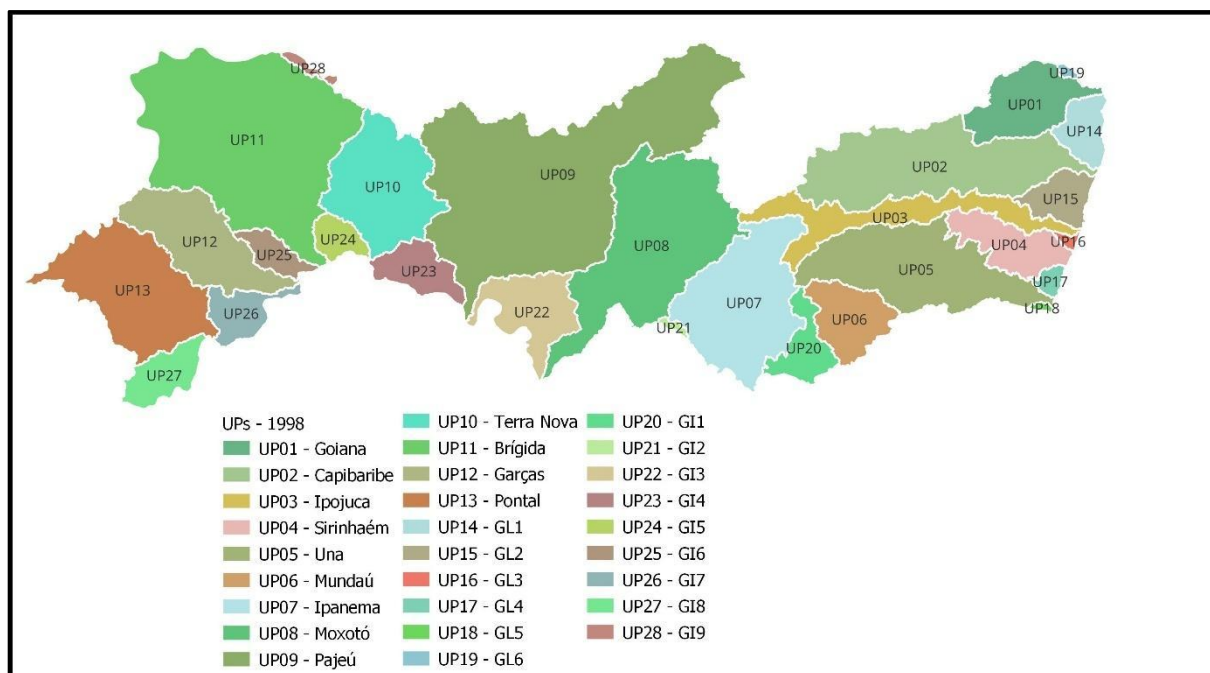 UP28
UP19
UP01
UP14
UP11
UP02
UP09
UP10
UP15
UP03
UP24
UP12
UP16
UP04
UP08
UP25
UP23
UP05
UP17
UP13
UP07
UP18
UP26
UP22
UP06
UP21
UP20
UP27
UPs - 1998
UP01 - Goiana
UP02 - Capibaribe
UP03 - Ipojuca
UP04 - Sirinhaém
UP05 - Una
UP06 - Mundaú
UP07 - Ipanema
UP08 - Moxotó
UP09 - Pajeú
UP10 - Terra Nova
UP11 - Brígida
UP12 - Garças
UP13 - Pontal
UP14 - GL1
UP15 - GL2
UP16 - GL3
UP17 - GL4
UP18 - GL5
UP19 - GL6
UP20 - GI1
UP21 - GI2
UP22 - GI3
UP23 - GI4
UP24 - GI5
UP25 - GI6
UP26 - GI7
UP27 - GI8
UP28 - GI9